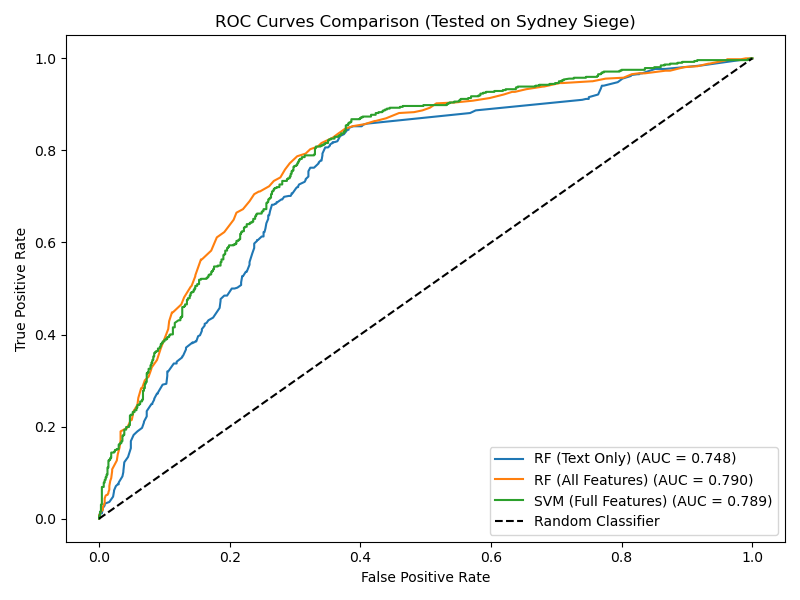 ROC Curves Comparison (Tested on Sydney Siege)
True Positive Rate
1.0
0.8
0.6
0.4
0.2
0.0
RF (Text Only) (AUC = 0.748)
RF (All Features) (AUC = 0.790)
SVM (Full Features) (AUC = 0.789)
Random Classifier
0.0 0.2 0.4 0.6 0.8 1.0
False Positive Rate